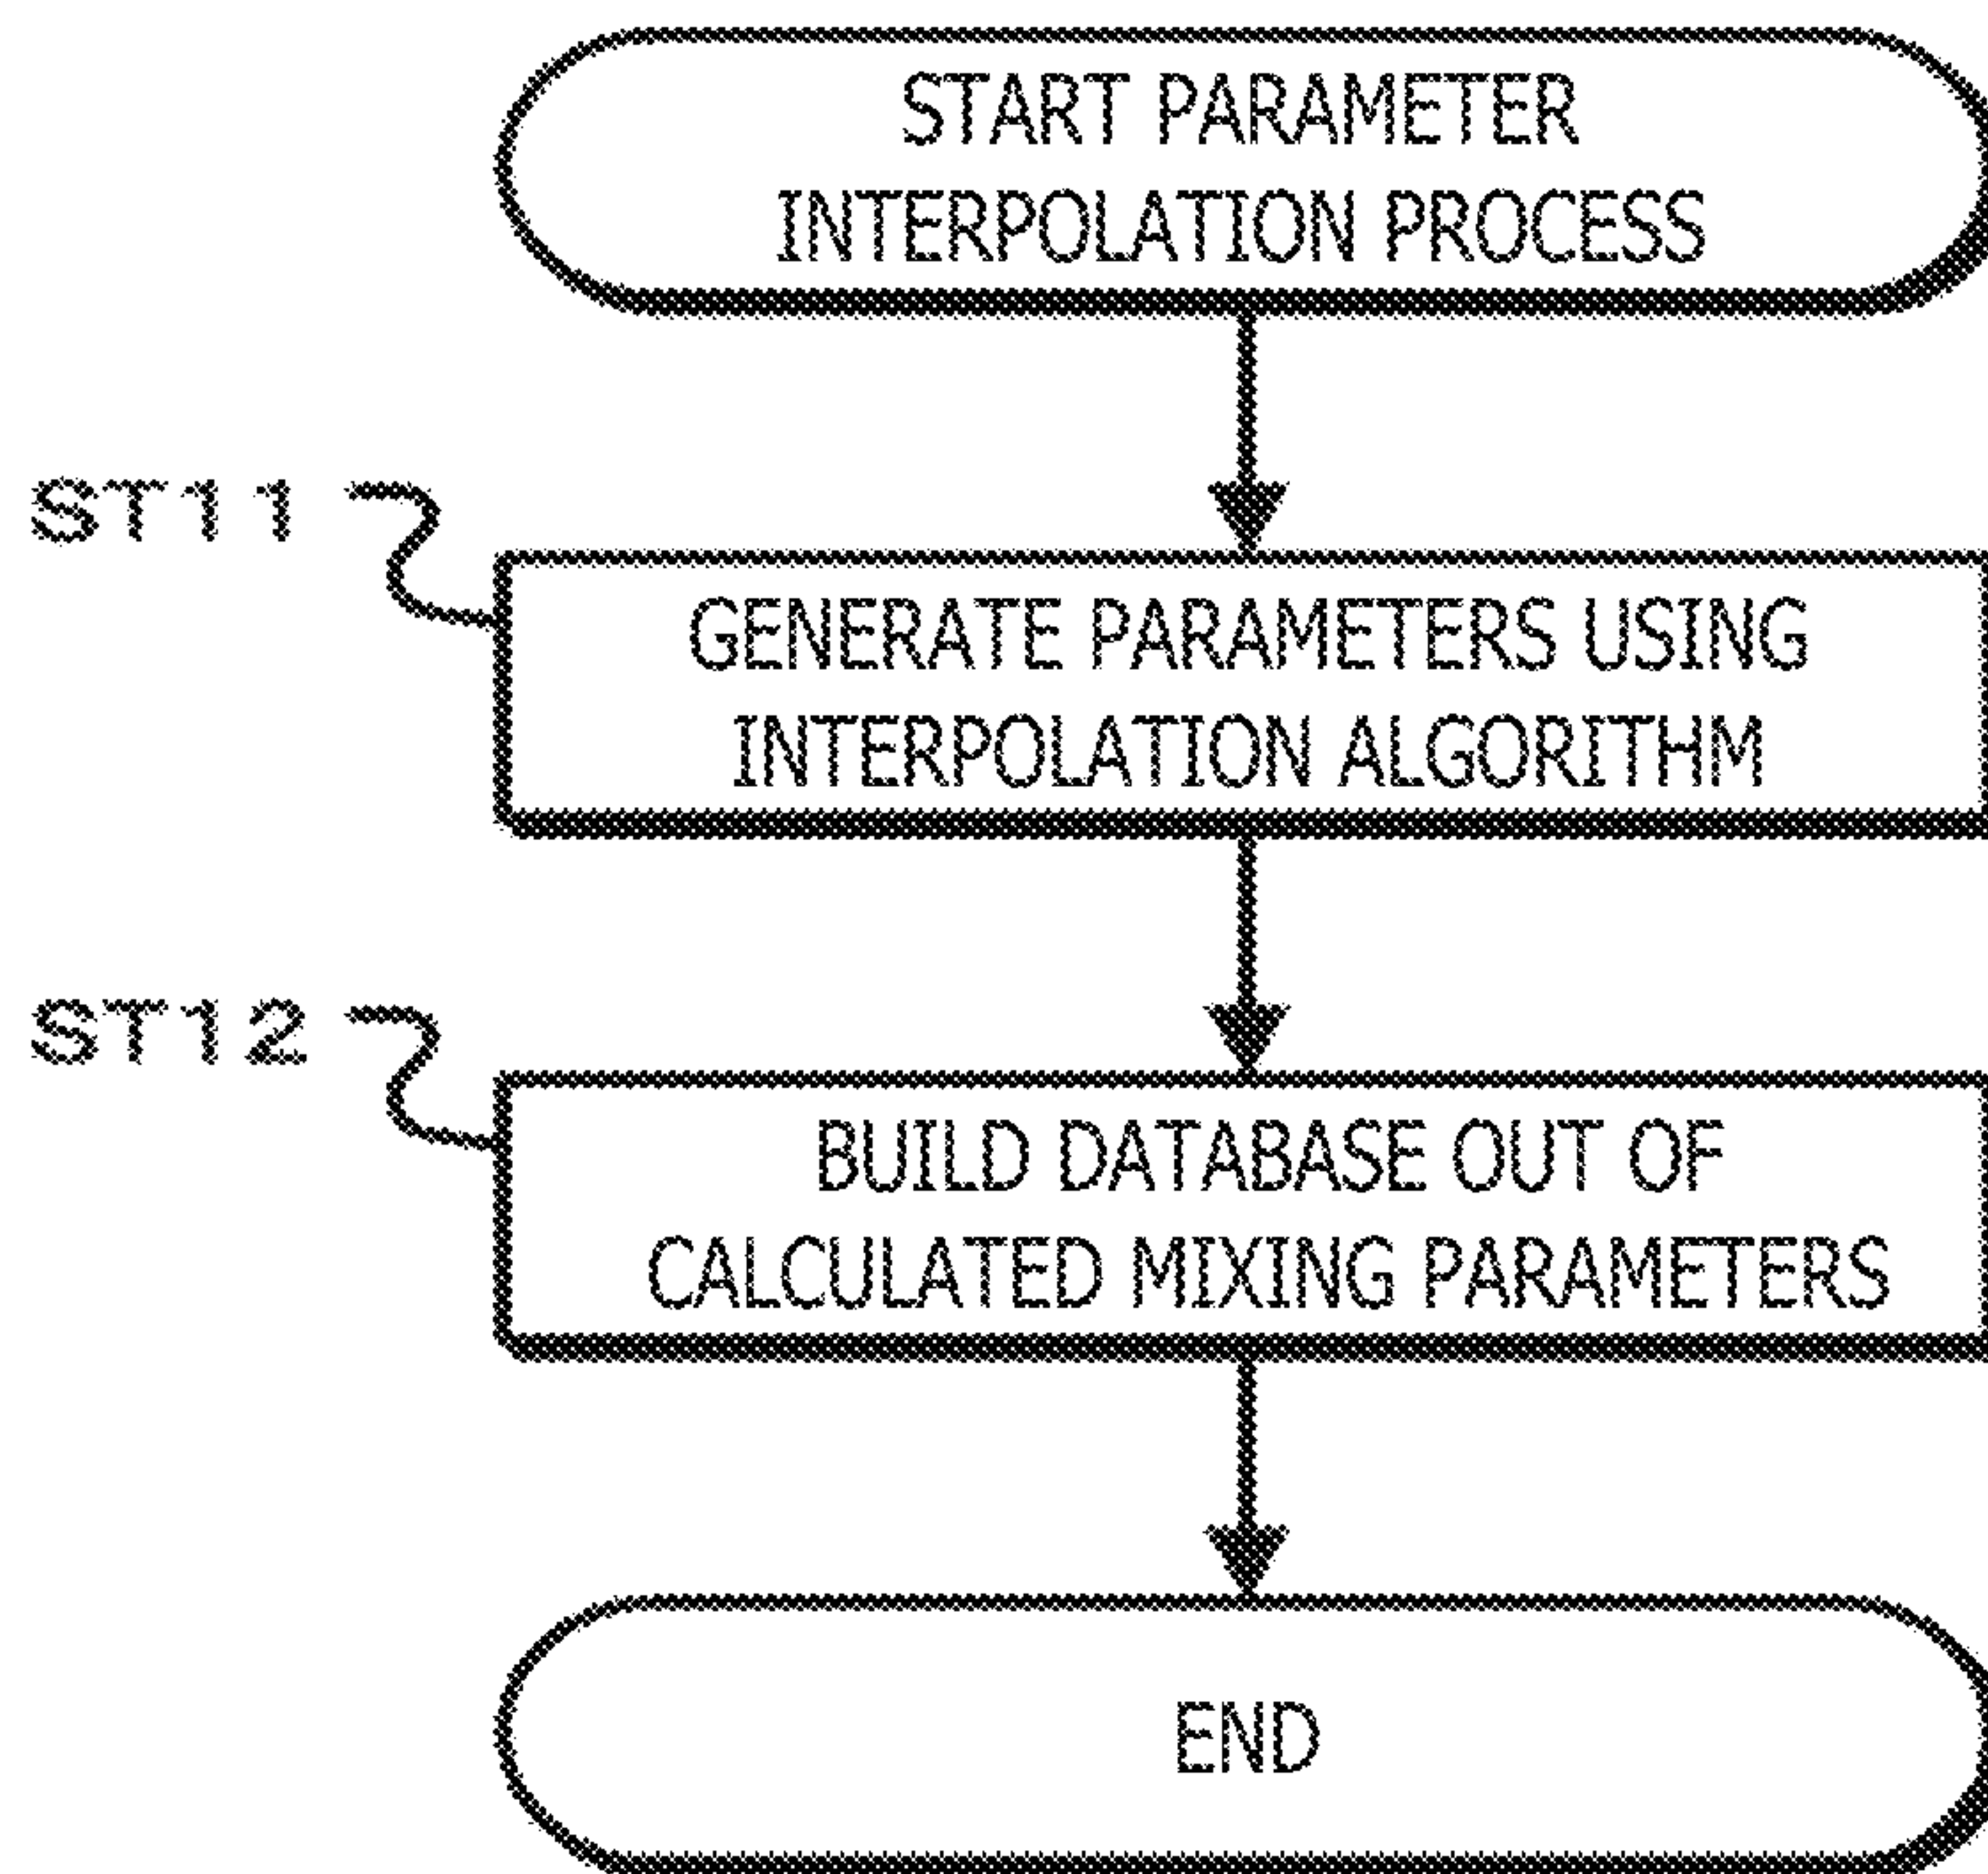 START PARAMETER
INTERPOLATION PROCESS
ST11
GENERATE PARAMETERS USING
INTERPOLATION ALGORITHM
ST12
BUILD DATABASE OUT OF
CALCULATED MIXING PARAMETERS
END